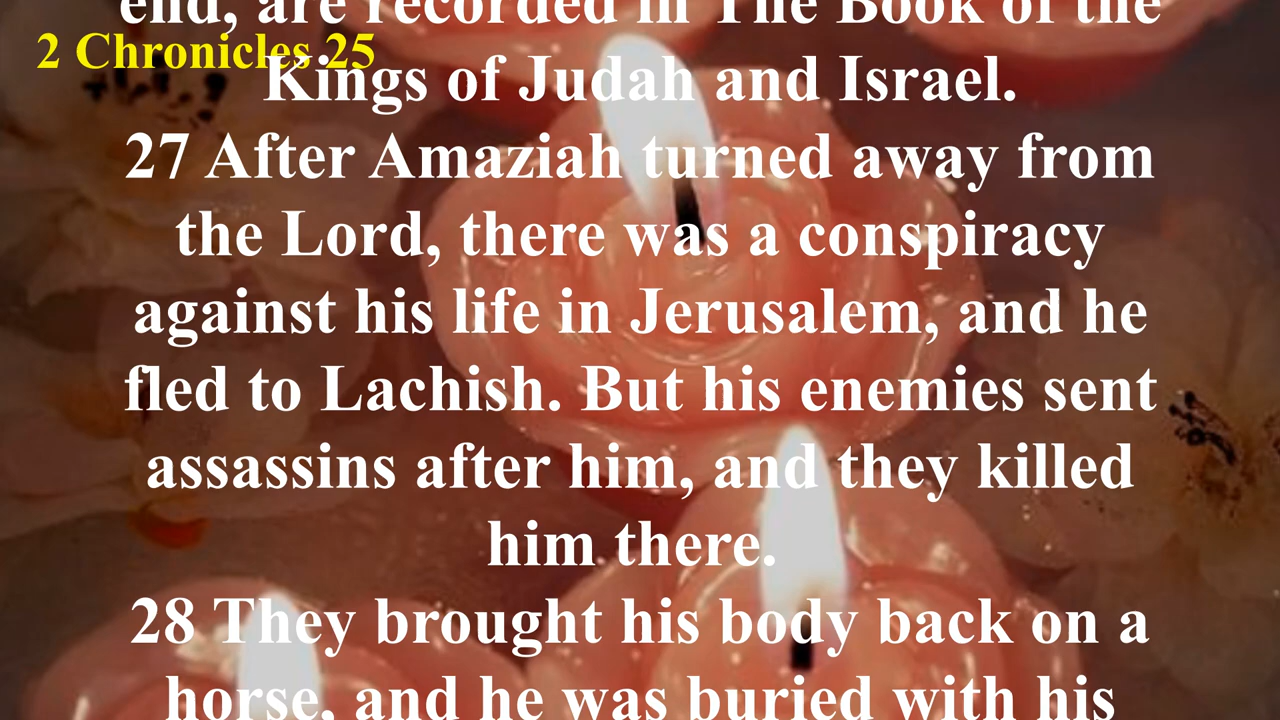 end, are recorded in The Book of the
2 Chronicles 25
Kings of Judah and Israel.
27 After Amaziah turned away from
the Lord, there was a conspiracy
against his life in Jerusalem, and he
fled to Lachish. But his enemies sent
assassins after him, and they killed
him there.
28 They brought his body back on a
horse, and he was buried with his